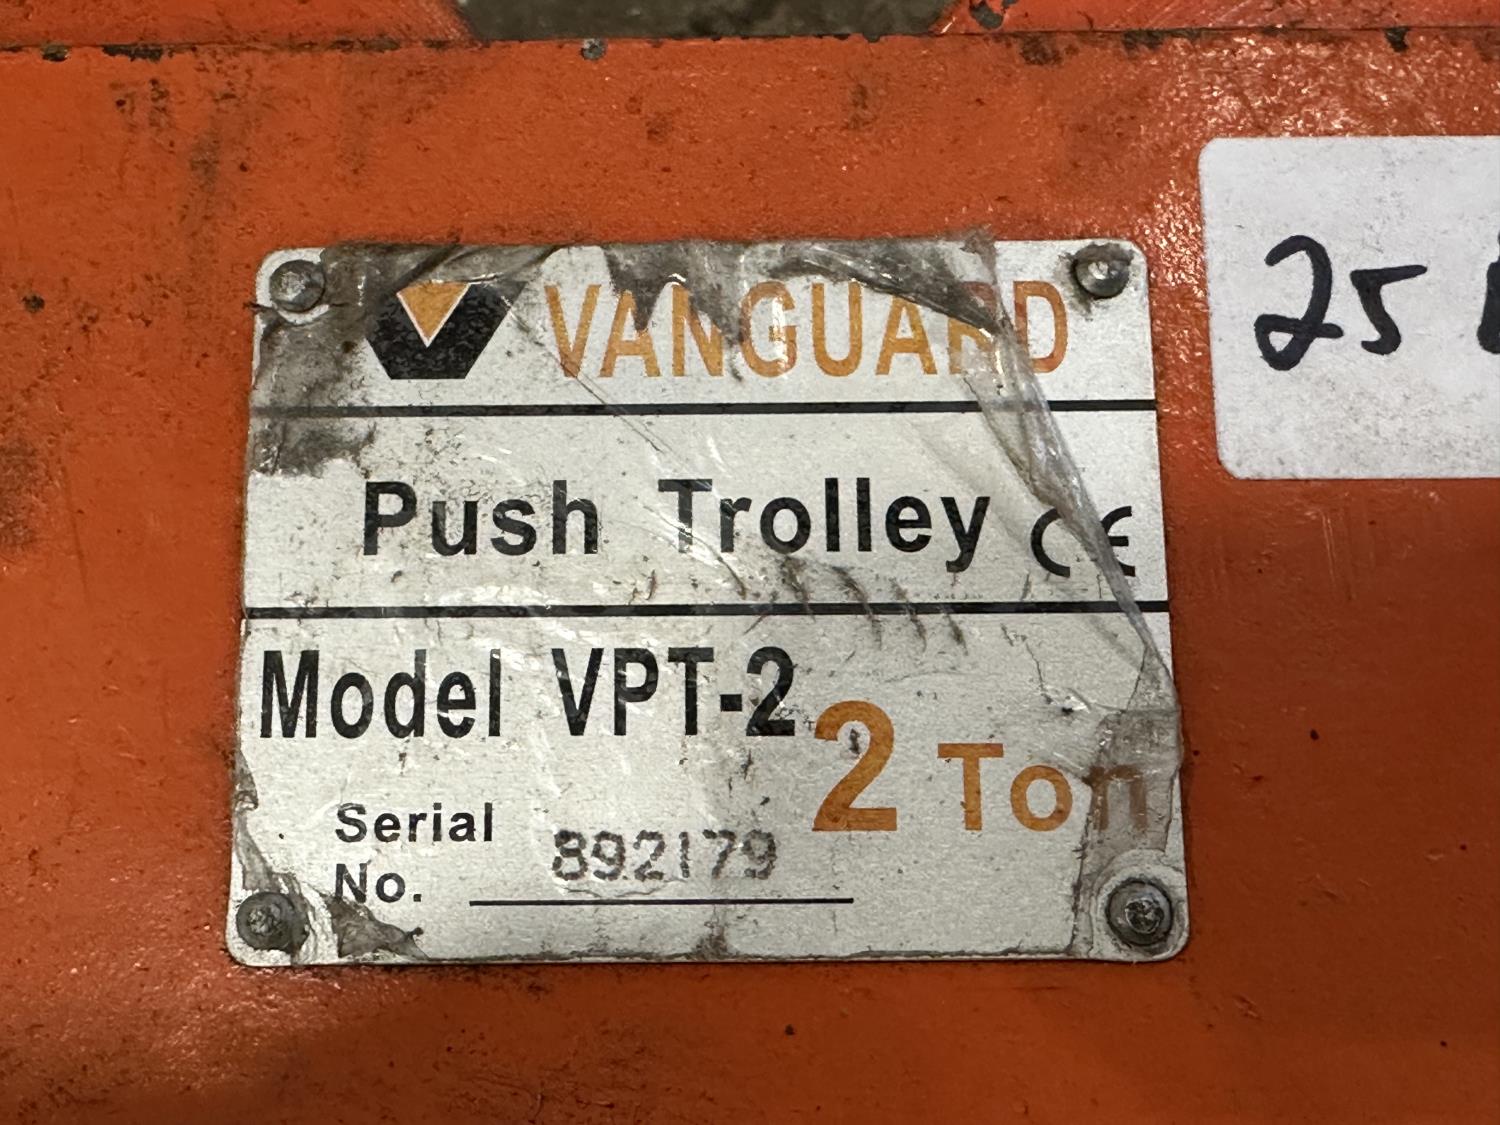 VANGUARD
Push Trolley CE
Model VPT-2
2 Ton
Serial
No. 892179
25